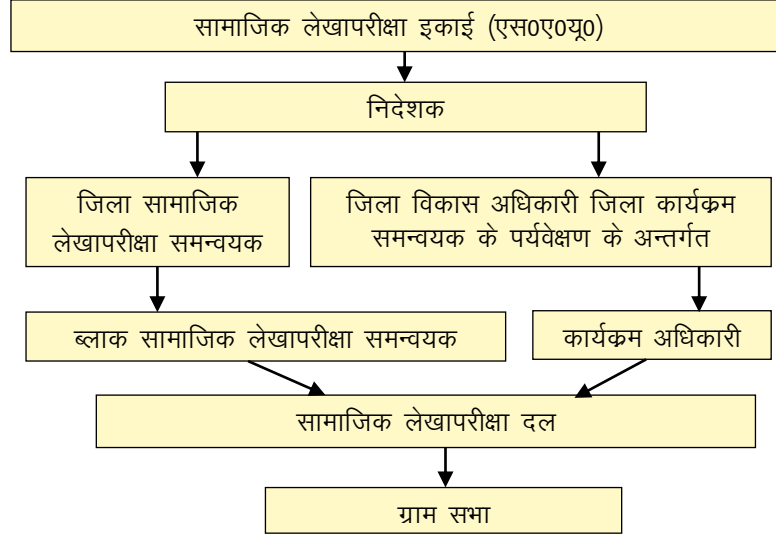 सामाजिक लेखापरीक्षा इकाई (एस0ए0यू0)
निदेशक
जिला सामाजिक
लेखापरीक्षा समन्वयक
जिला विकास अधिकारी जिला कार्यक्रम
समन्वयक के पर्यवेक्षण के अन्तर्गत
ब्लाक सामाजिक लेखापरीक्षा समन्वयक
कार्यक्रम अधिकारी
सामाजिक लेखापरीक्षा दल
ग्राम सभा